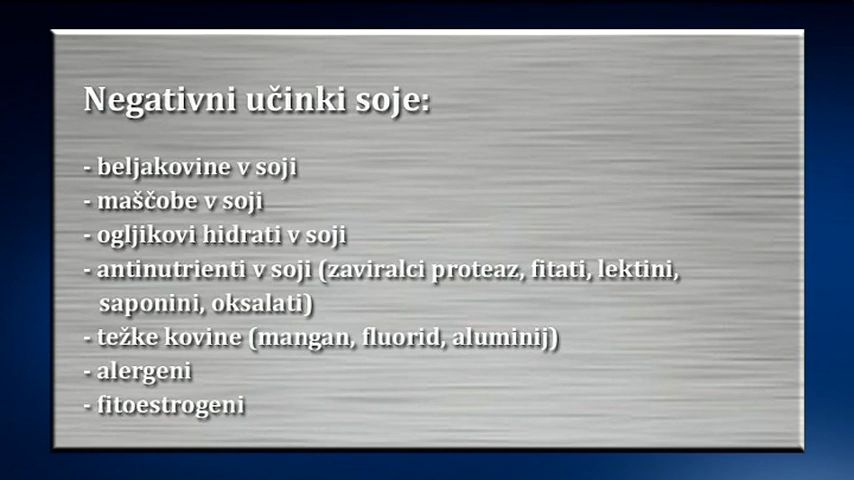 Negativni učinki soje:
- beljakovine v soji
- maščobe v soji
- ogljikovi hidrati v soji
- antinutrienti v soji (zaviralci proteaz, fitati, lektini,
saponini, oksalati)
- težke kovine (mangan, fluorid, aluminij)
- alergeni
- fitoestrogeni